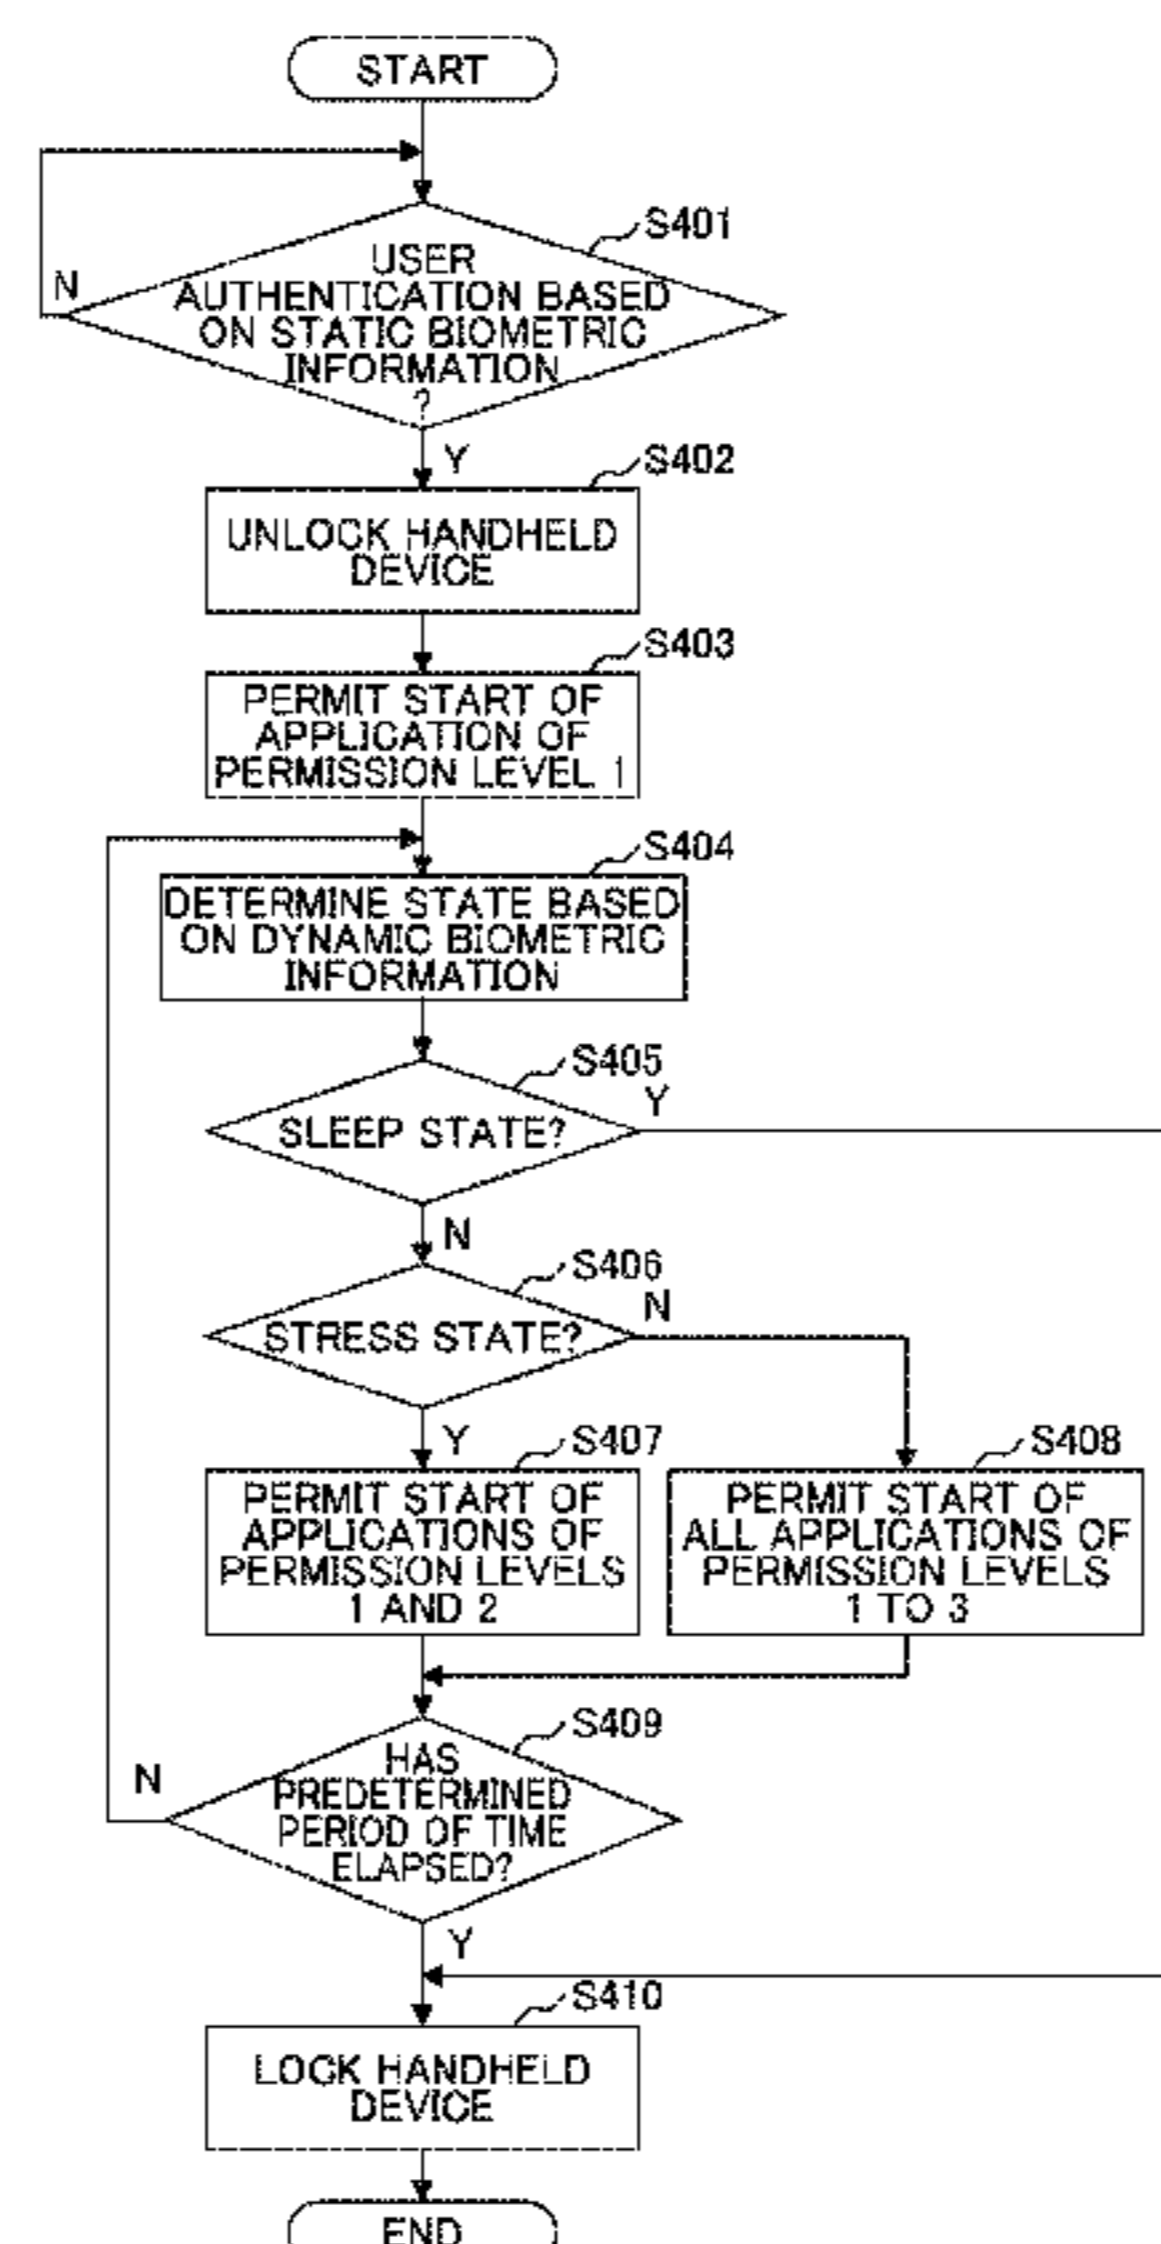 START
S401
N
USER
AUTHENTICATION BASED
ON STATIC BIOMETRIC
INFORMATION
?
Y
S402
UNLOCK HANDHELD
DEVICE
S403
PERMIT START OF
APPLICATION OF
PERMISSION LEVEL 1
S404
DETERMINE STATE BASED
ON DYNAMIC BIOMETRIC
INFORMATION
S405
Y
SLEEP STATE?
N
S406
N
STRESS STATE?
Y
S407
PERMIT START OF
APPLICATIONS OF
PERMISSION LEVELS
1 AND 2
S408
PERMIT START OF
ALL APPLICATIONS OF
PERMISSION LEVELS
1 TO 3
S409
N
HAS
PREDETERMINED
PERIOD OF TIME
ELAPSED?
Y
S410
LOCK HANDHELD
DEVICE
END